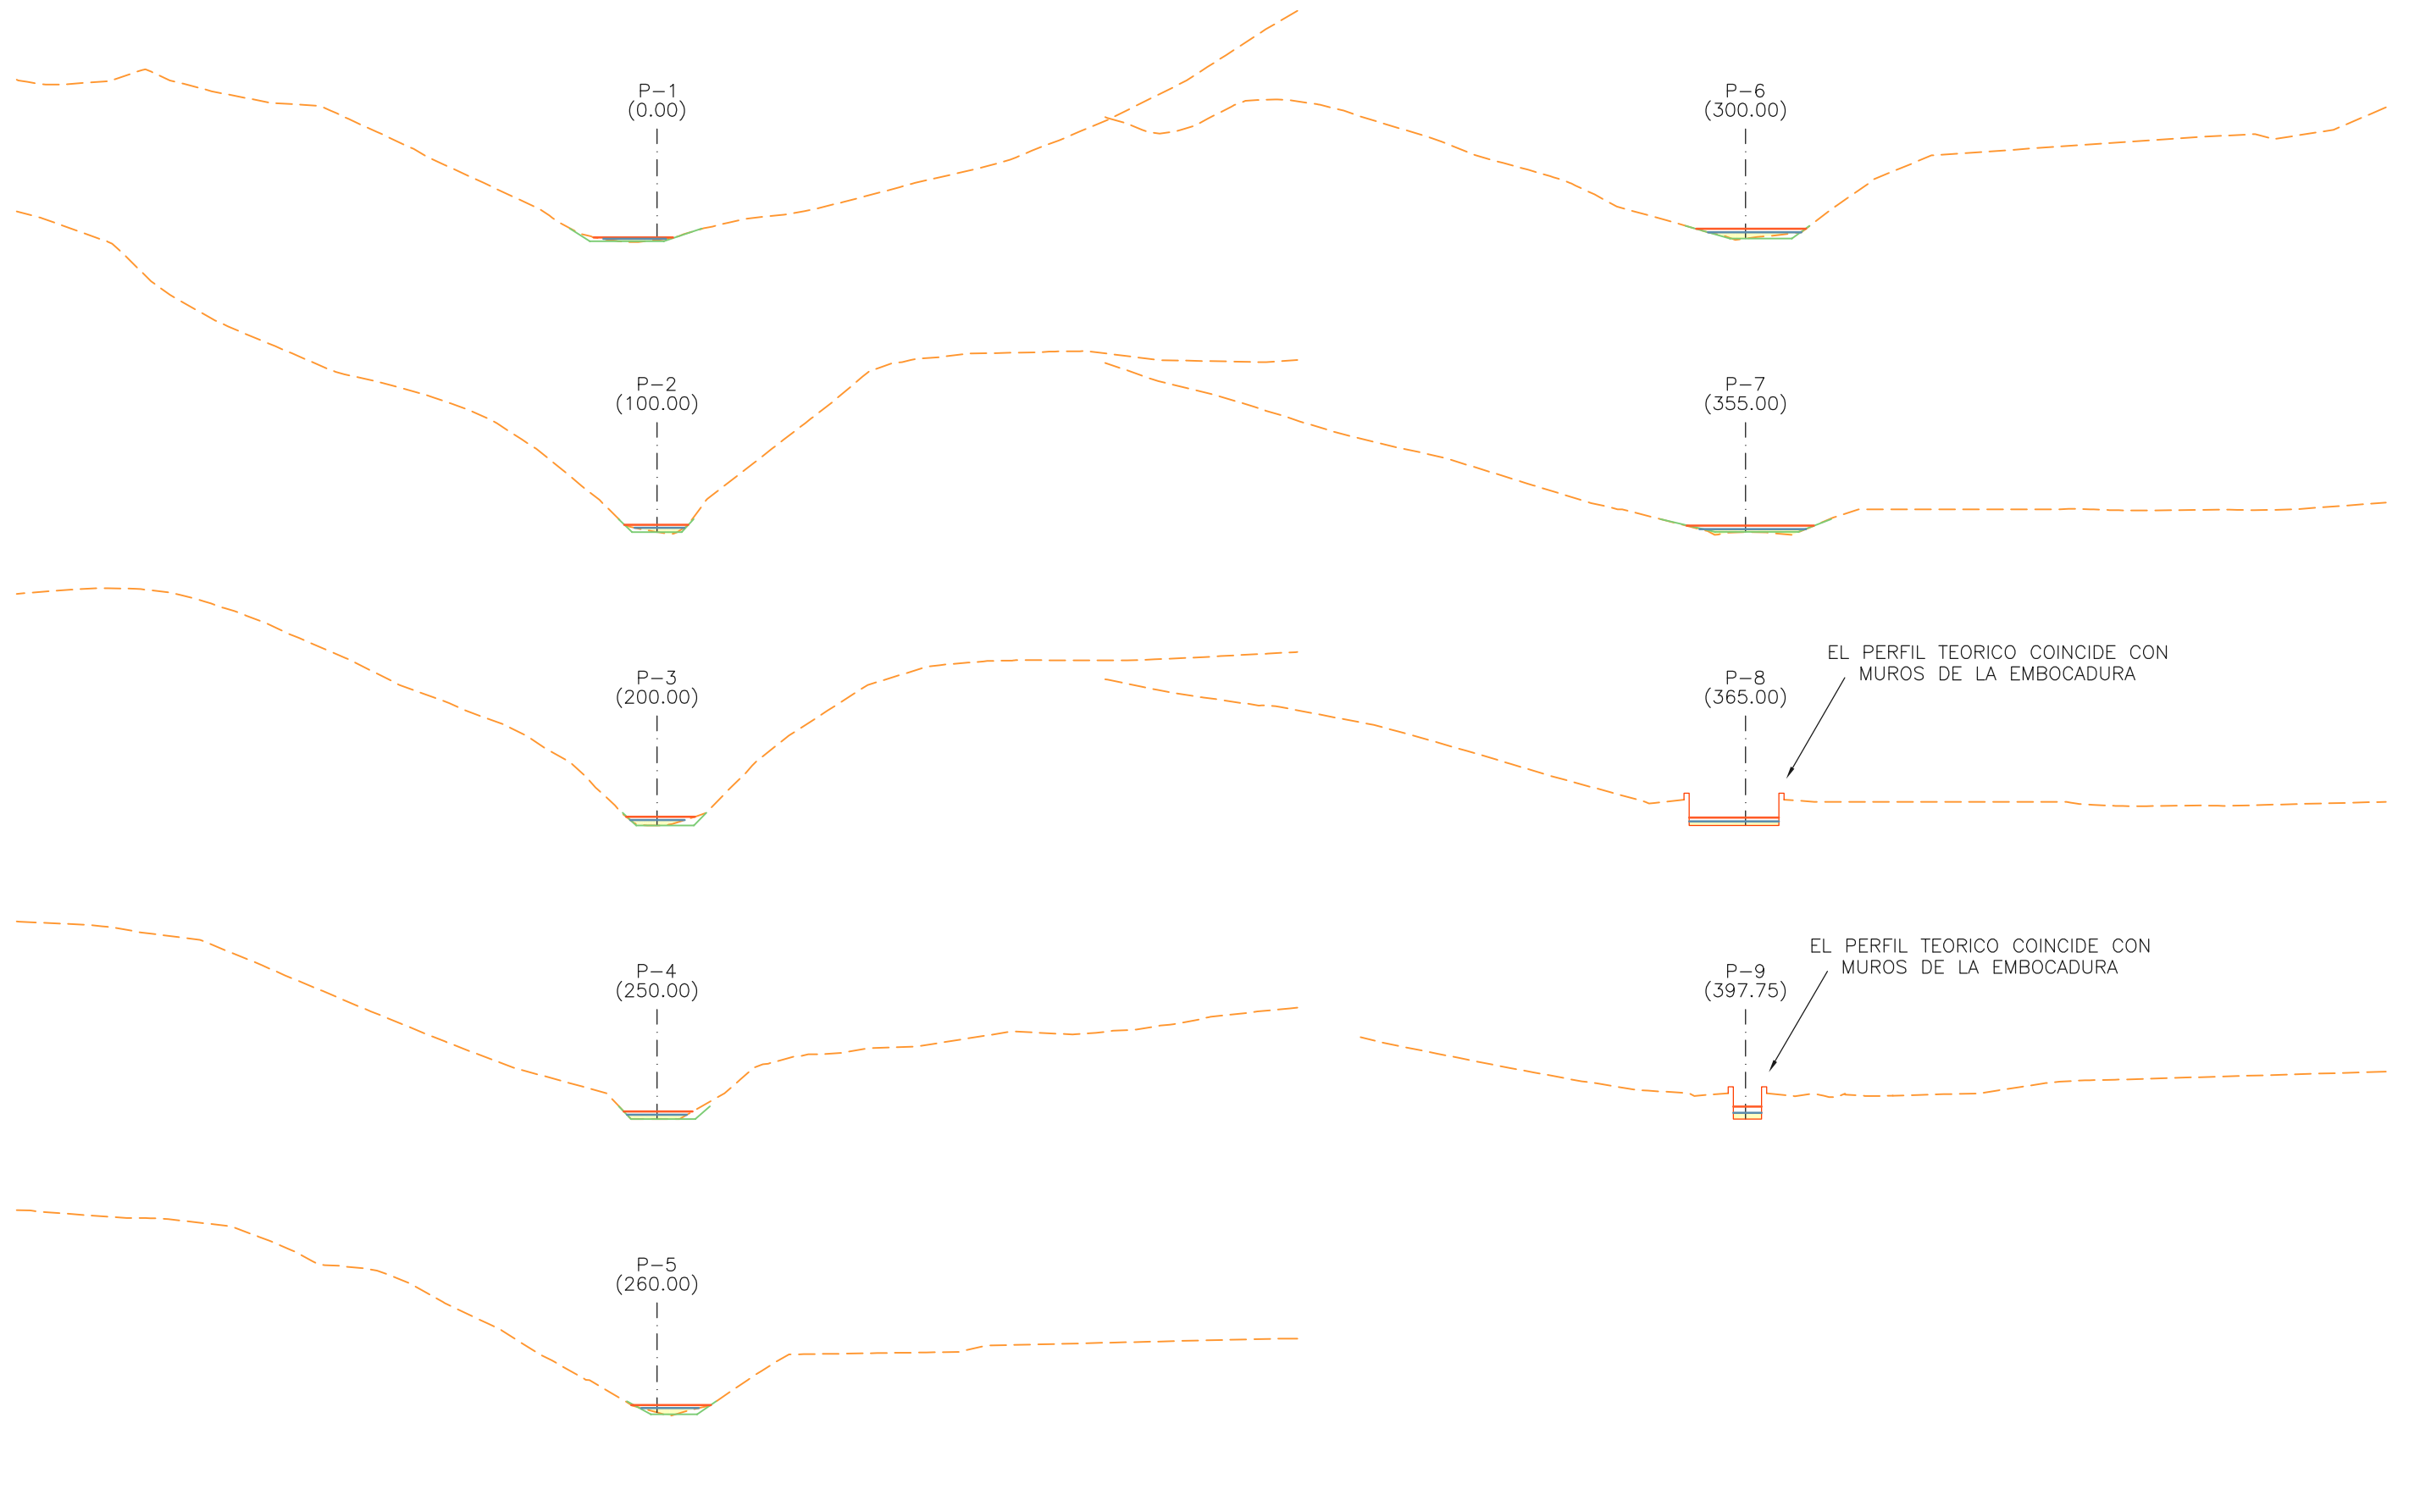 P-1
(0.00)
P-2
(100.00)
P-3
(200.00)
P-4
(250.00)
P-5
(260.00)
P-6
(300.00)
P-7
(355.00)
EL PERFIL TEORICO COINCIDE CON
MUROS DE LA EMBOCADURA
P-8
(365.00)
EL PERFIL TEORICO COINCIDE CON
MUROS DE LA EMBOCADURA
P-9
(397.75)